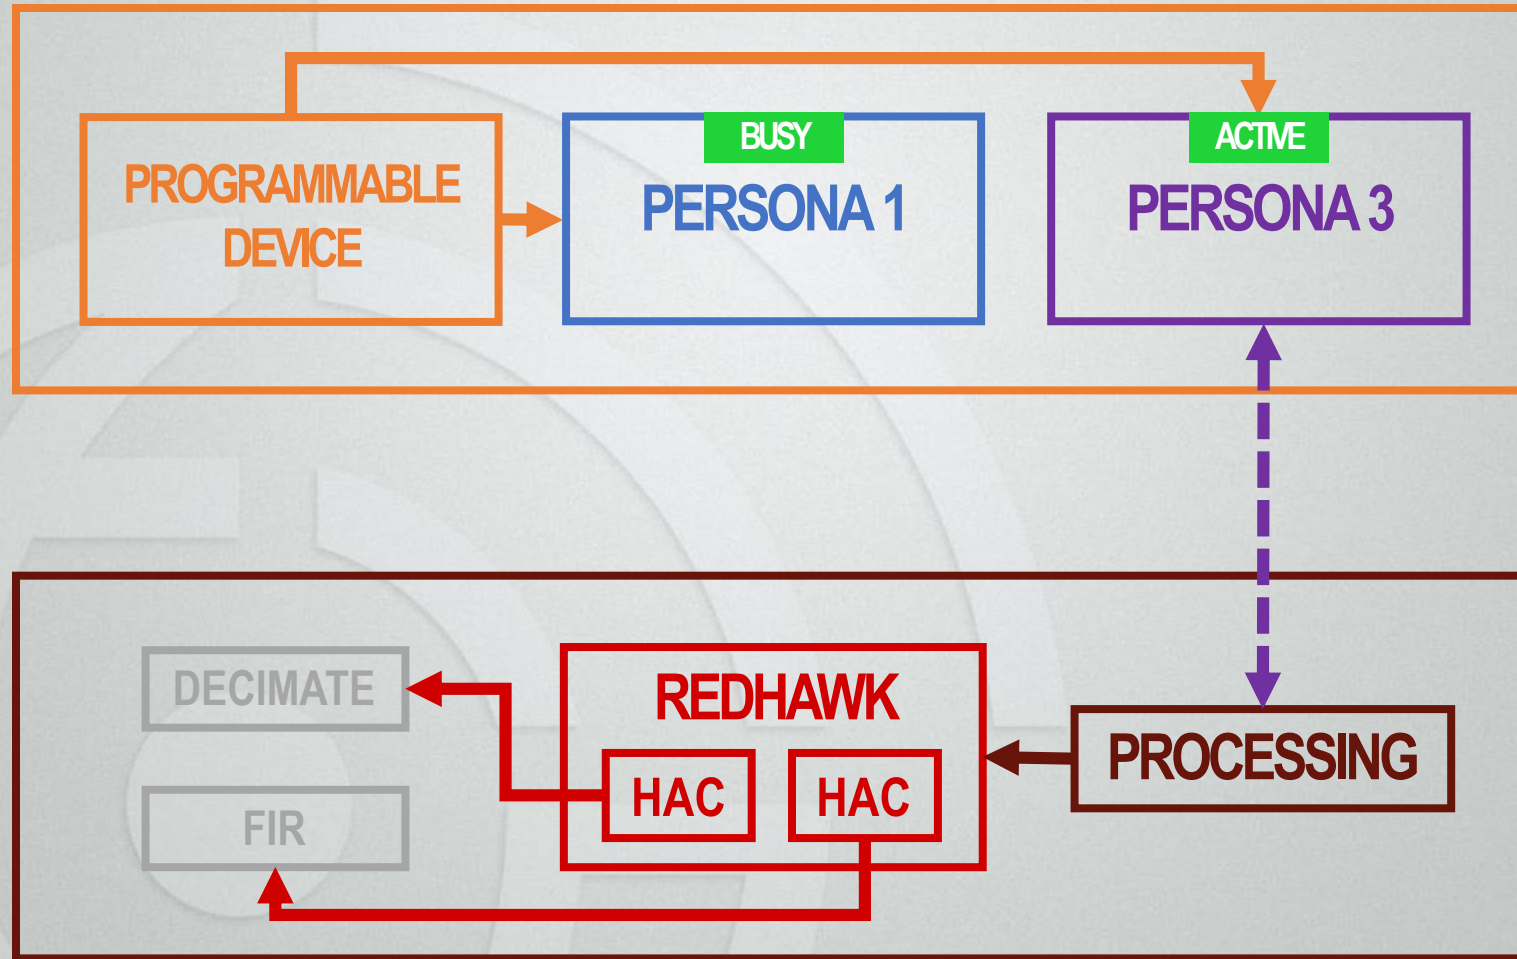 PROGRAMMABLE
DEVICE
BUSY
PERSONA 1
ACTIVE
PERSONA 3
DECIMATE
FIR
REDHAWK
HAC
HAC
PROCESSING